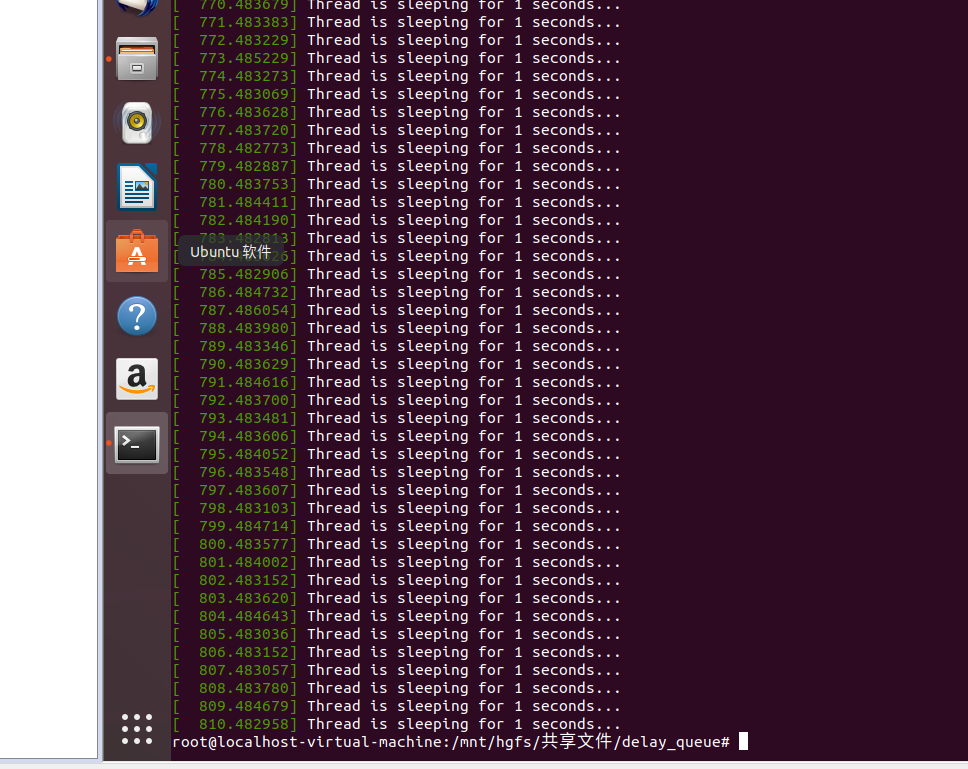 [  770.483679] Thread is sleeping for 1 seconds...
[  771.483383] Thread is sleeping for 1 seconds...
[  772.483229] Thread is sleeping for 1 seconds...
[  773.485229] Thread is sleeping for 1 seconds...
[  774.483273] Thread is sleeping for 1 seconds...
[  775.483069] Thread is sleeping for 1 seconds...
[  776.483628] Thread is sleeping for 1 seconds...
[  777.483720] Thread is sleeping for 1 seconds...
[  778.482773] Thread is sleeping for 1 seconds...
[  779.482887] Thread is sleeping for 1 seconds...
[  780.483753] Thread is sleeping for 1 seconds...
[  781.484411] Thread is sleeping for 1 seconds...
[  782.484190] Thread is sleeping for 1 seconds...
[  783.482813] Thread is sleeping for 1 seconds...
Ubuntu 软件
Thread is sleeping for 1 seconds...
[  785.482906] Thread is sleeping for 1 seconds...
[  786.484732] Thread is sleeping for 1 seconds...
[  787.486054] Thread is sleeping for 1 seconds...
[  788.483980] Thread is sleeping for 1 seconds...
[  789.483346] Thread is sleeping for 1 seconds...
[  790.483629] Thread is sleeping for 1 seconds...
[  791.484616] Thread is sleeping for 1 seconds...
[  792.483700] Thread is sleeping for 1 seconds...
[  793.483481] Thread is sleeping for 1 seconds...
[  794.483606] Thread is sleeping for 1 seconds...
[  795.484052] Thread is sleeping for 1 seconds...
[  796.483548] Thread is sleeping for 1 seconds...
[  797.483607] Thread is sleeping for 1 seconds...
[  798.483103] Thread is sleeping for 1 seconds...
[  799.484714] Thread is sleeping for 1 seconds...
[  800.483577] Thread is sleeping for 1 seconds...
[  801.484002] Thread is sleeping for 1 seconds...
[  802.483152] Thread is sleeping for 1 seconds...
[  803.483620] Thread is sleeping for 1 seconds...
[  804.484643] Thread is sleeping for 1 seconds...
[  805.483036] Thread is sleeping for 1 seconds...
[  806.483152] Thread is sleeping for 1 seconds...
[  807.483057] Thread is sleeping for 1 seconds...
[  808.483780] Thread is sleeping for 1 seconds...
[  809.484679] Thread is sleeping for 1 seconds...
[  810.482958] Thread is sleeping for 1 seconds...
root@localhost-virtual-machine:/mnt/hgfs/共享文件/delay_queue#